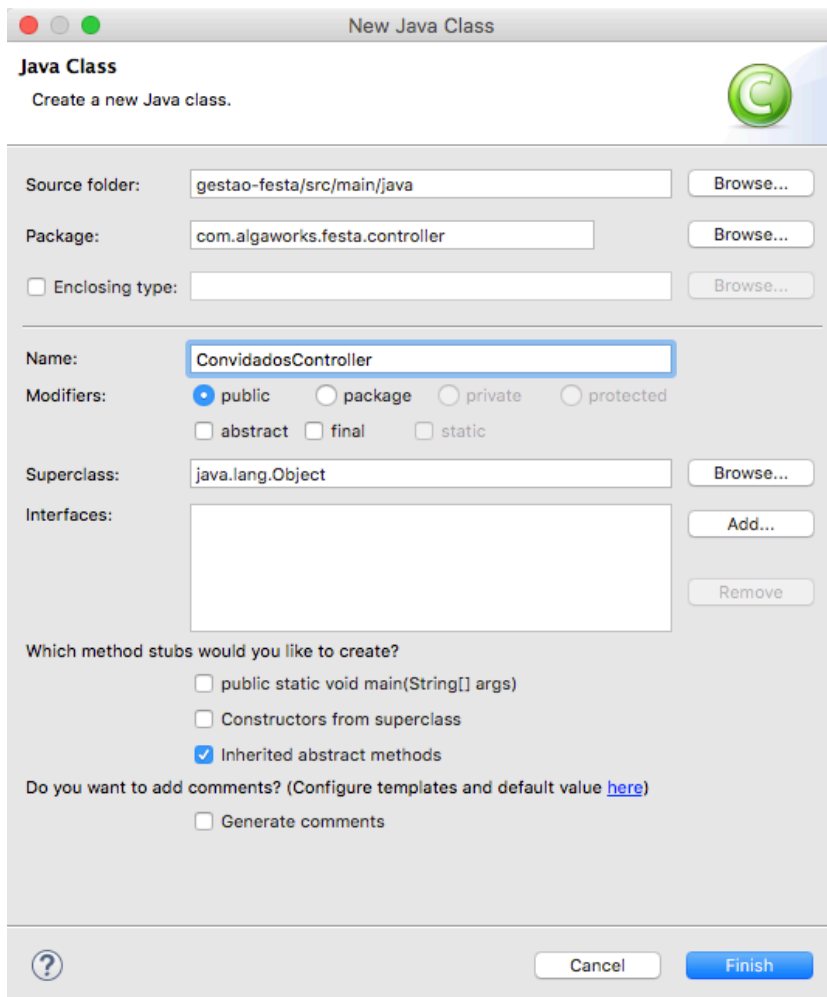 New Java Class
Java Class
Create a new Java class.
C
Source folder: gestao-festa/src/main/java Browse...
Package: com.algaworks.festa.controller Browse...
Enclosing type: Browse...
Name: ConvidadosController
Modifiers: public package private protected
abstract final static
Superclass: java.lang.Object Browse...
Interfaces: Add...
Remove
Which method stubs would you like to create?
public static void main(String[] args)
Constructors from superclass
Inherited abstract methods
Do you want to add comments? (Configure templates and default value here)
Generate comments
? Cancel Finish